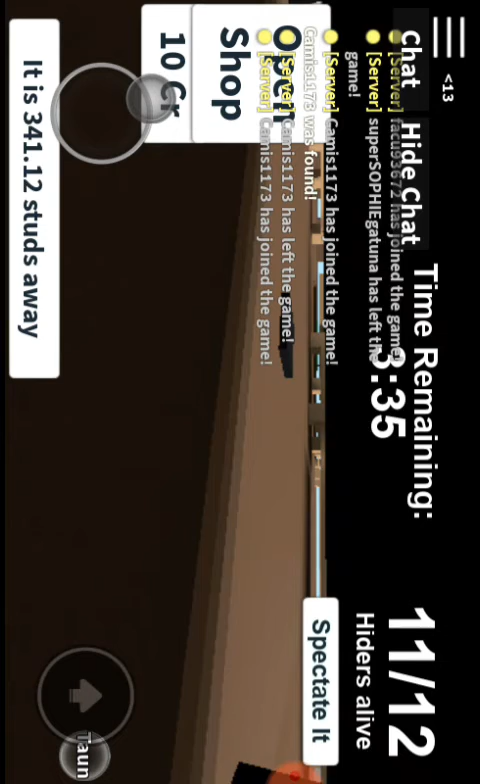 <13
Chat
Hide Chat
[Server] facu93672 has joined the game!
[Server] superSOPHIEgatuna has left the
game!
[Server] Camis1173 has joined the game!
Camis1173 was found!
[Server] Camis1173 has left the game!
[Server] Camis1173 has joined the game!
Time Remaining:
3:35
11/12
Hiders alive
Spectate It
Open
Shop
10 Cr
It is 341.12 studs away
Taun